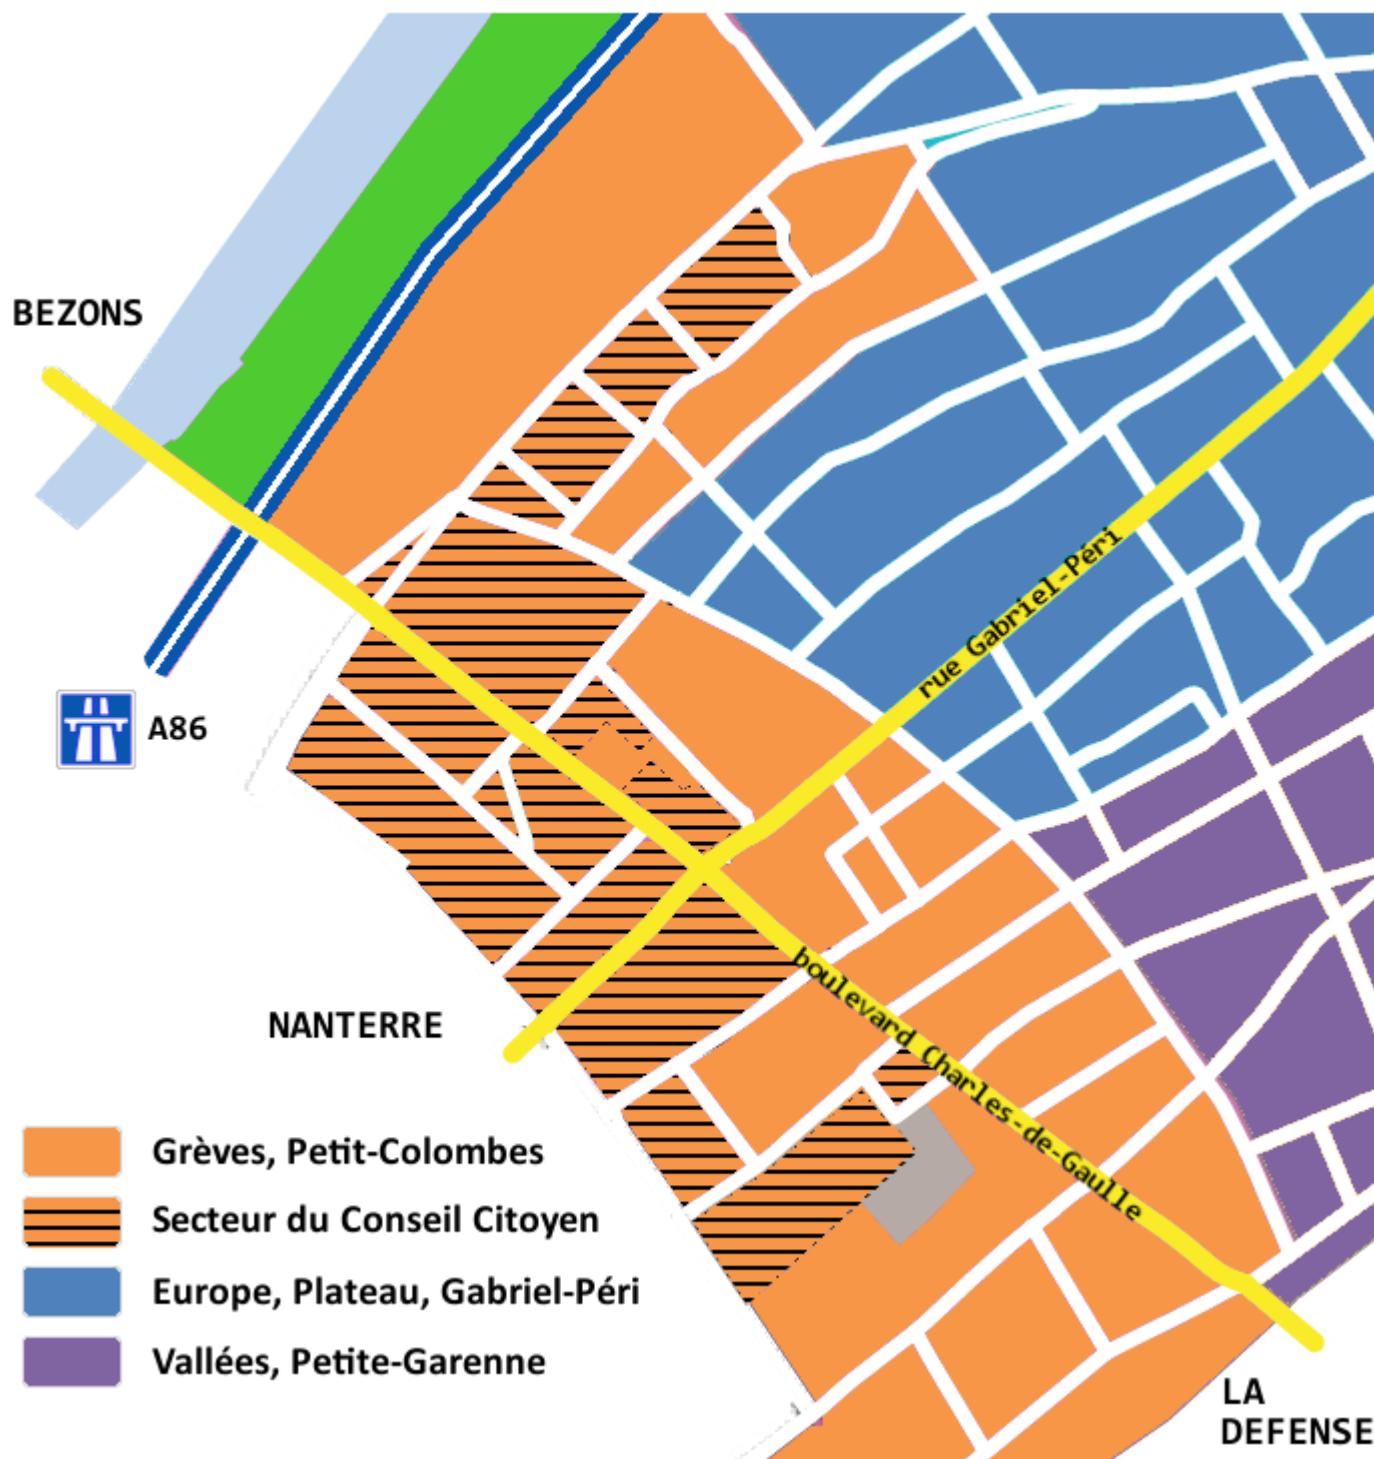 BEZONS
A86
rue Gabriel-Péri
boulevard Charles-de-Gaulle
NANTERRE
Grèves, Petit-Colombes
Secteur du Conseil Citoyen
Europe, Plateau, Gabriel-Péri
Vallées, Petite-Garenne
LA
DEFENSE